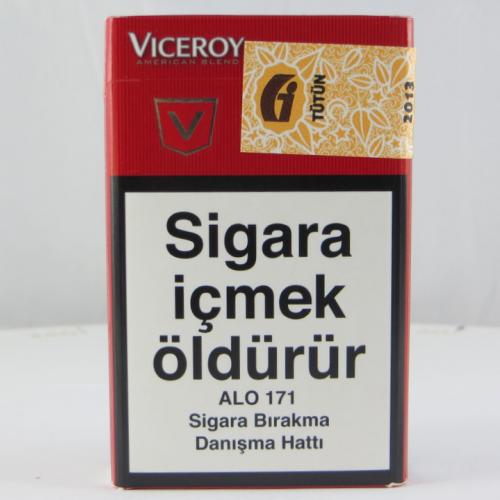 VICEROY
AMERICAN BLEND
TÜTÜN
2013
V
Sigara
içmek
öldürür
ALO 171
Sigara Bırakma
Danışma Hattı